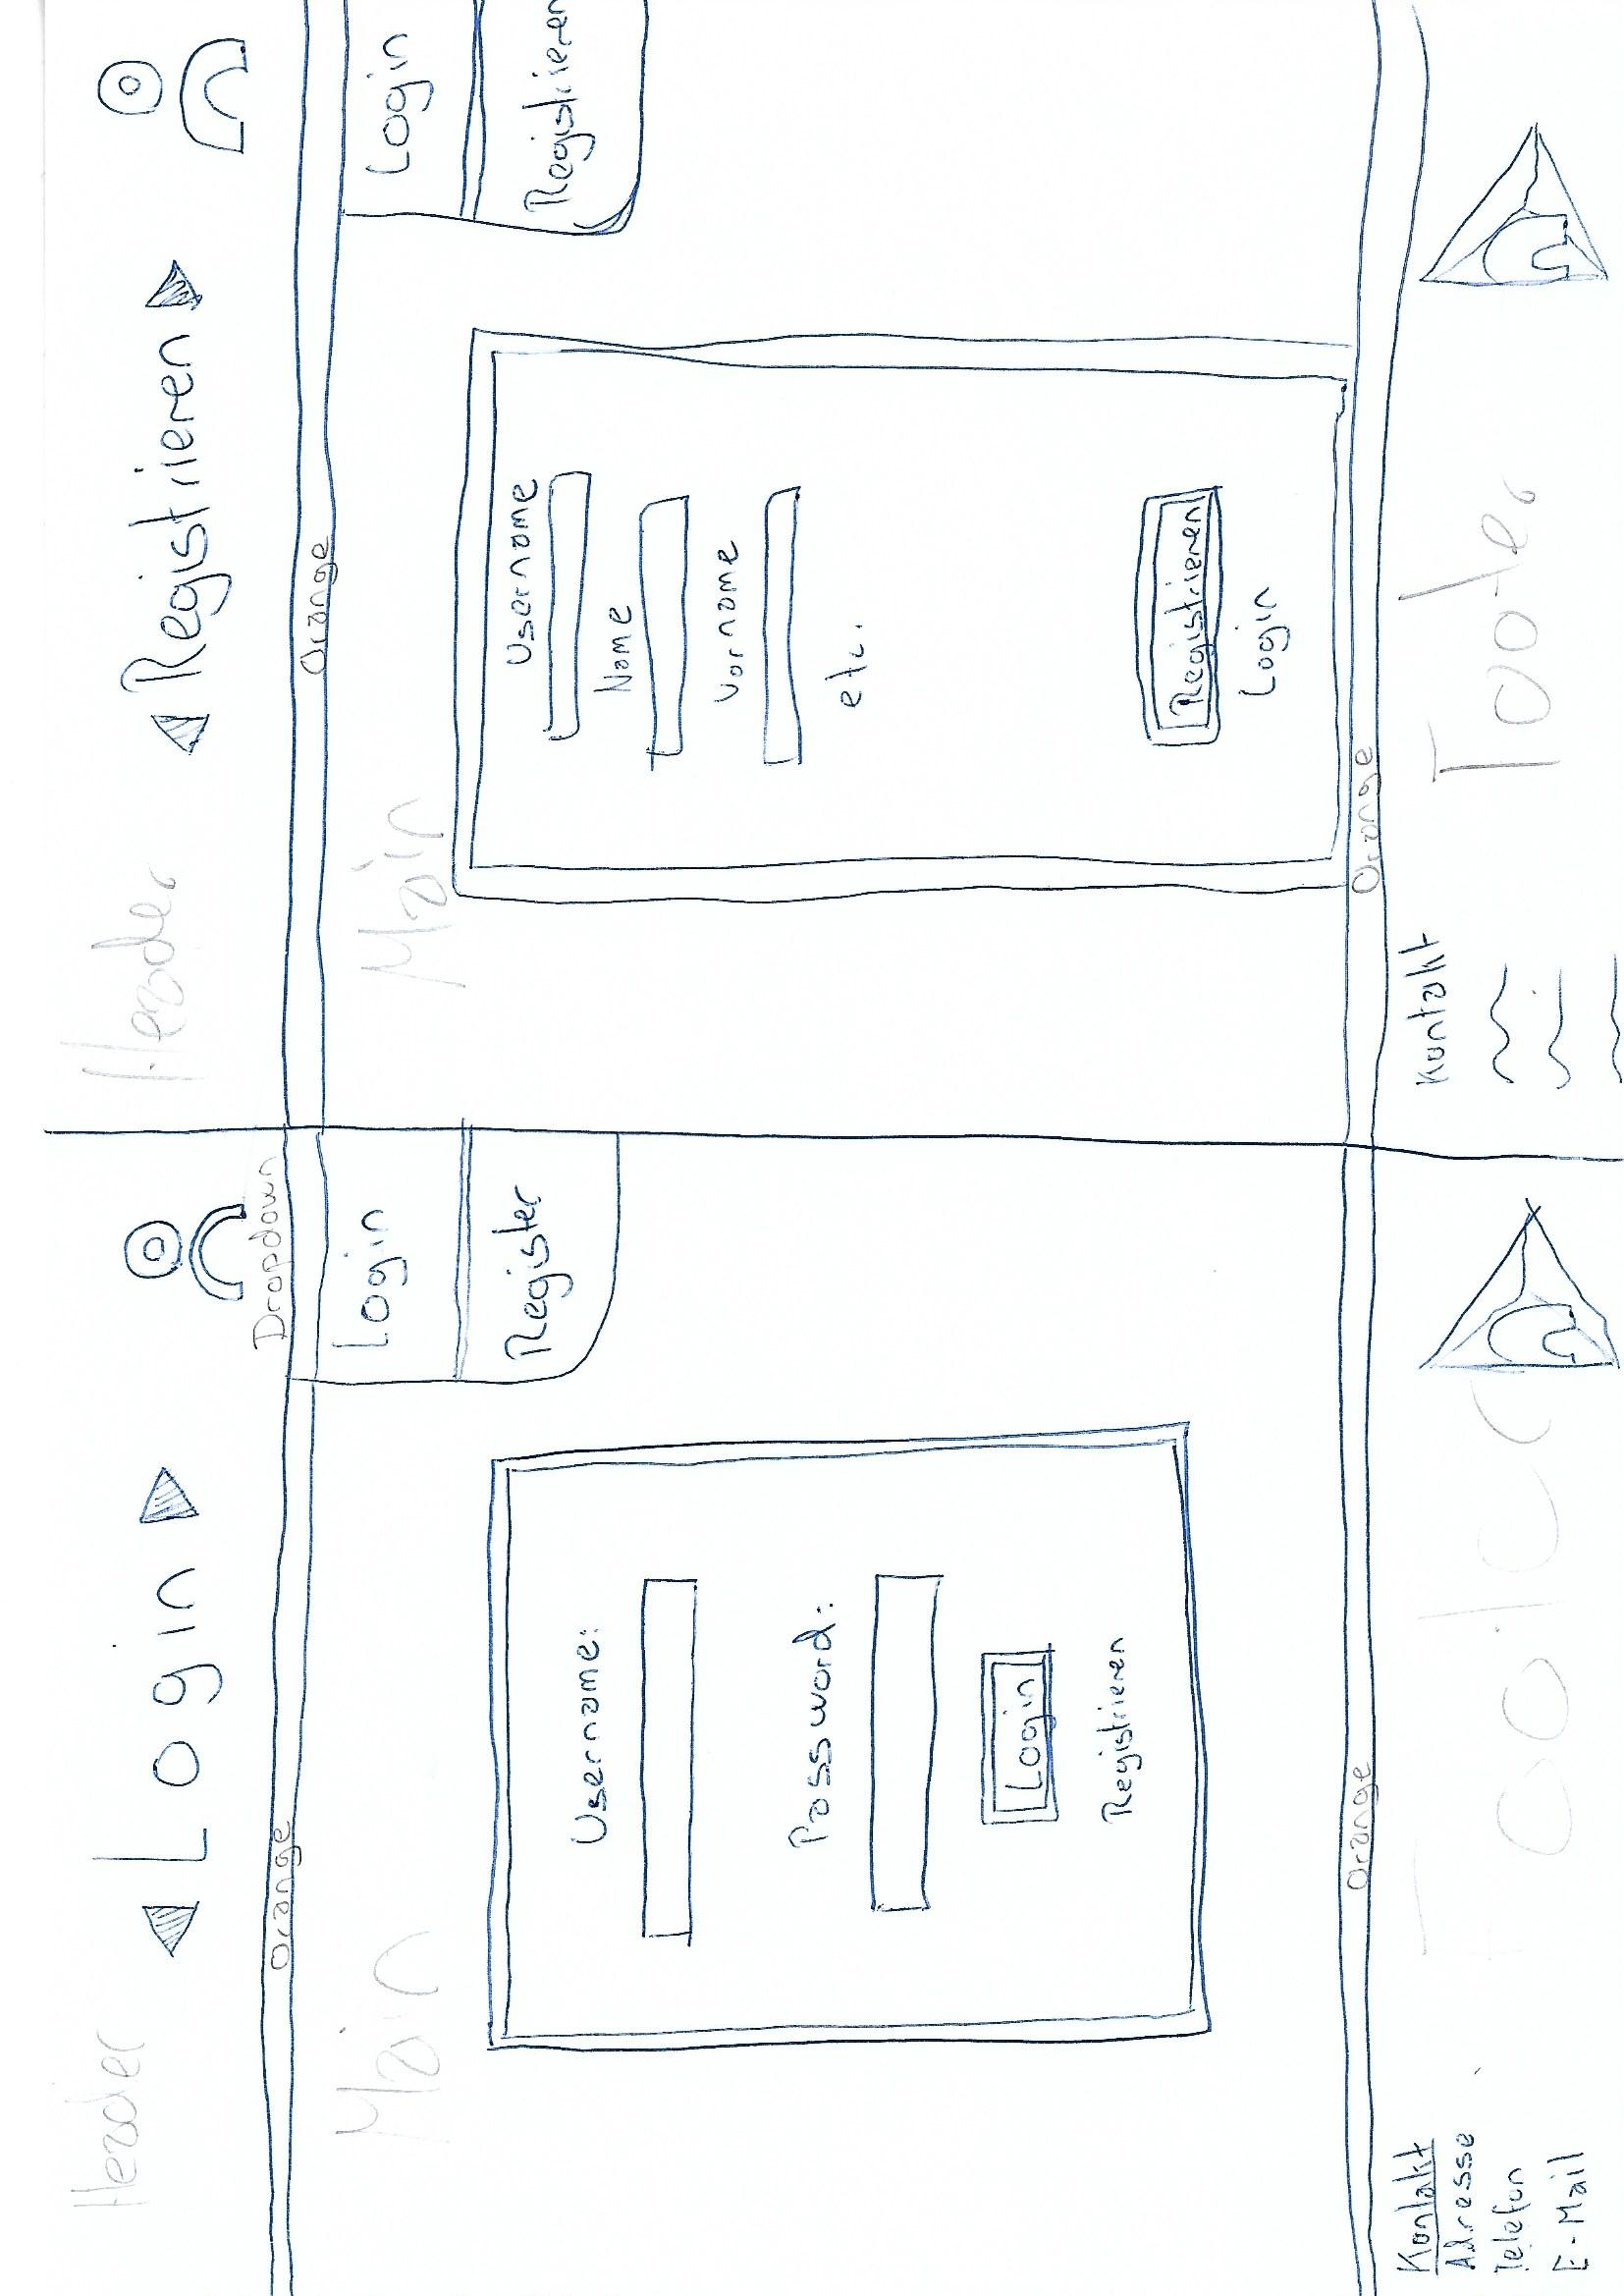 Header
Login
Dropdown
Orange
Main
Login
Register
Username:
Password:
Login
Registrieren
Orange
Kontakt
Adresse
Telefon
E-Mail
Footer
Header
Registrieren
Orange
Main
Login
Registrieren
Username
Name
Vorname
etc.
Registrieren
Login
Orange
Kontakt
Footer